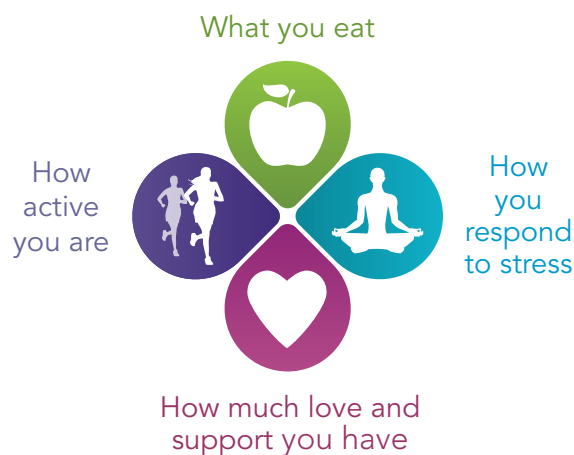 What you eat
How
active
you are
How
you
respond
to stress
How much love and
support you have